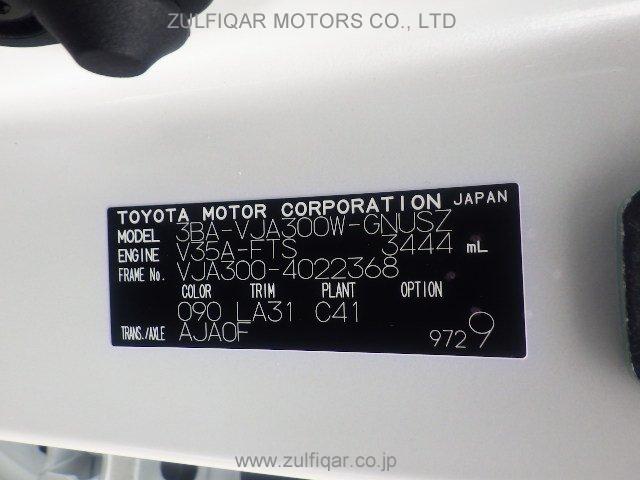 ZULFIQAR MOTORS CO., LTD
TOYOTA MOTOR CORPORATION JAPAN
MODEL 3BA-VJA300W-GNUSZ
ENGINE V35A-FTS 3444 mL
FRAME No. VJA300-4022368
COLOR TRIM PLANT OPTION
090 LA31 C41
TRANS./AXLE AJA0F
9729
www.zulfiqar.co.jp